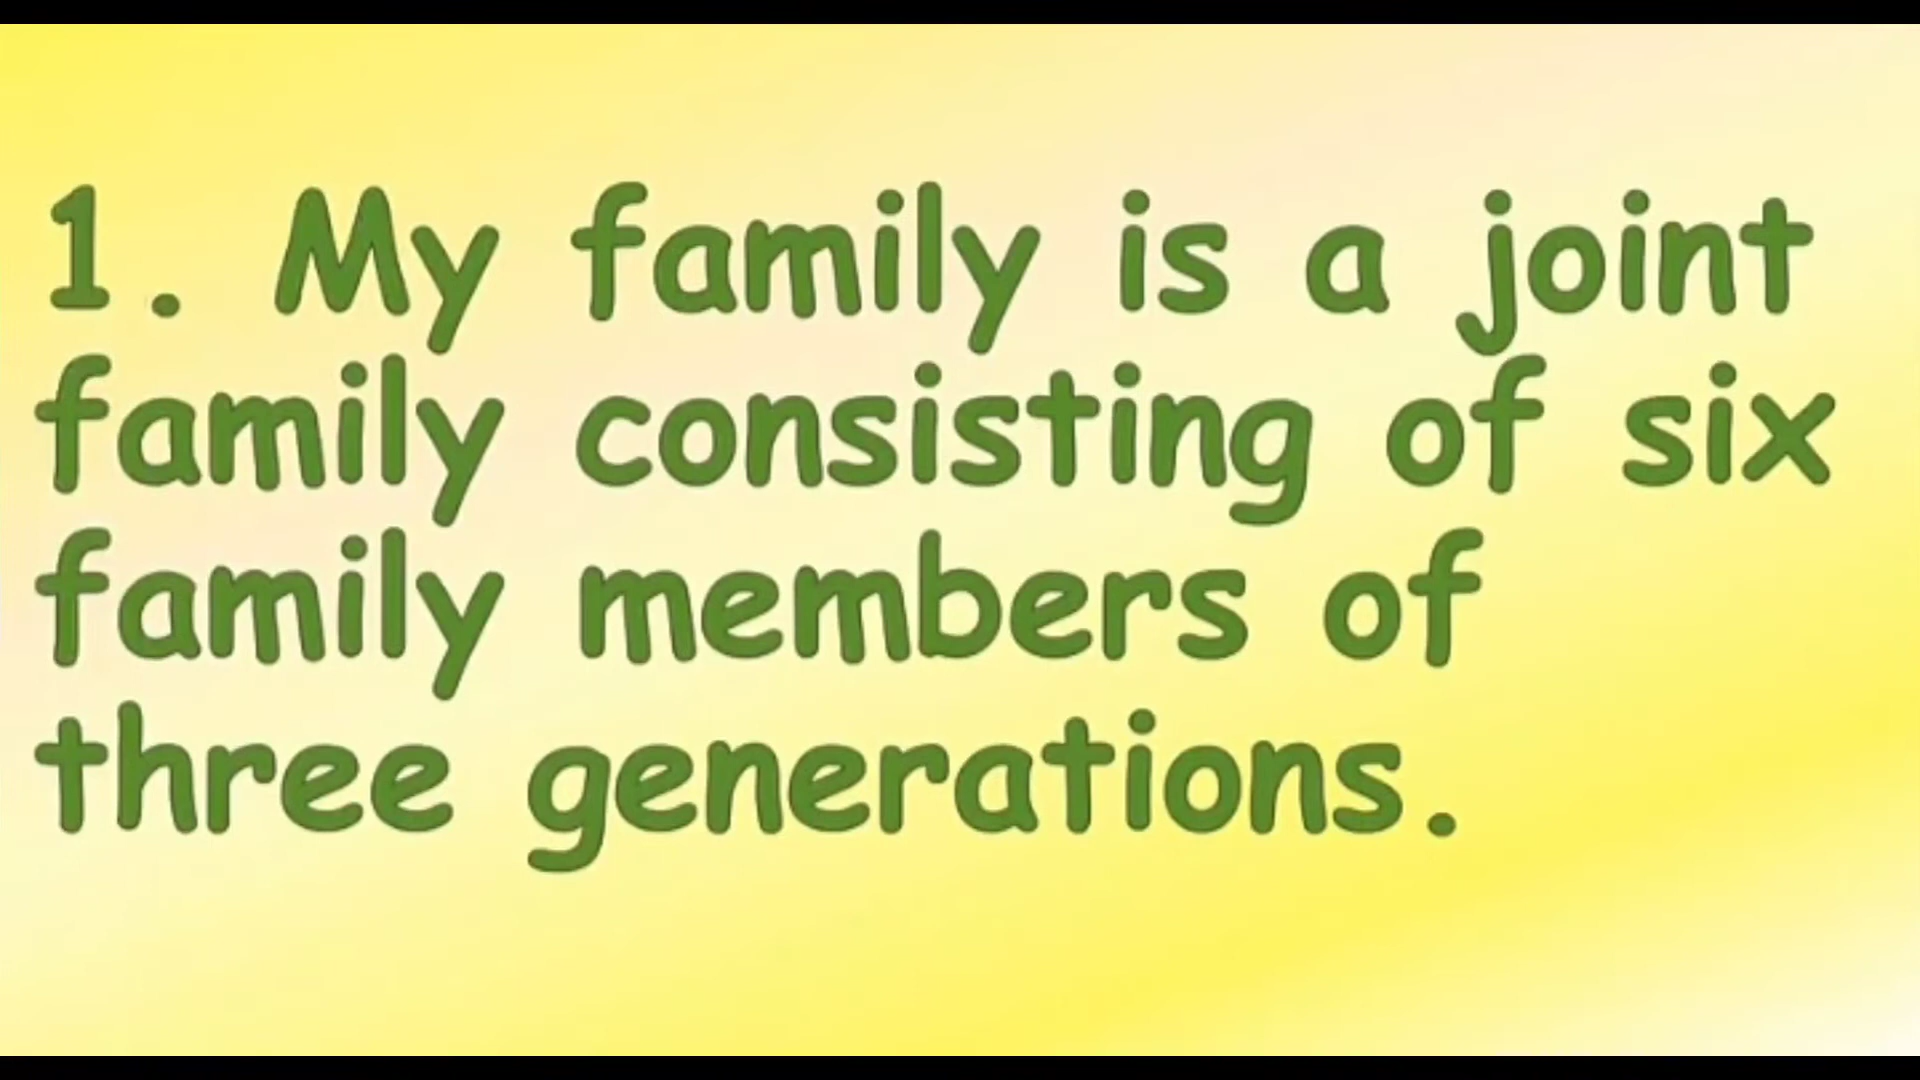 1. My family is a joint
family consisting of six
family members of
three generations.